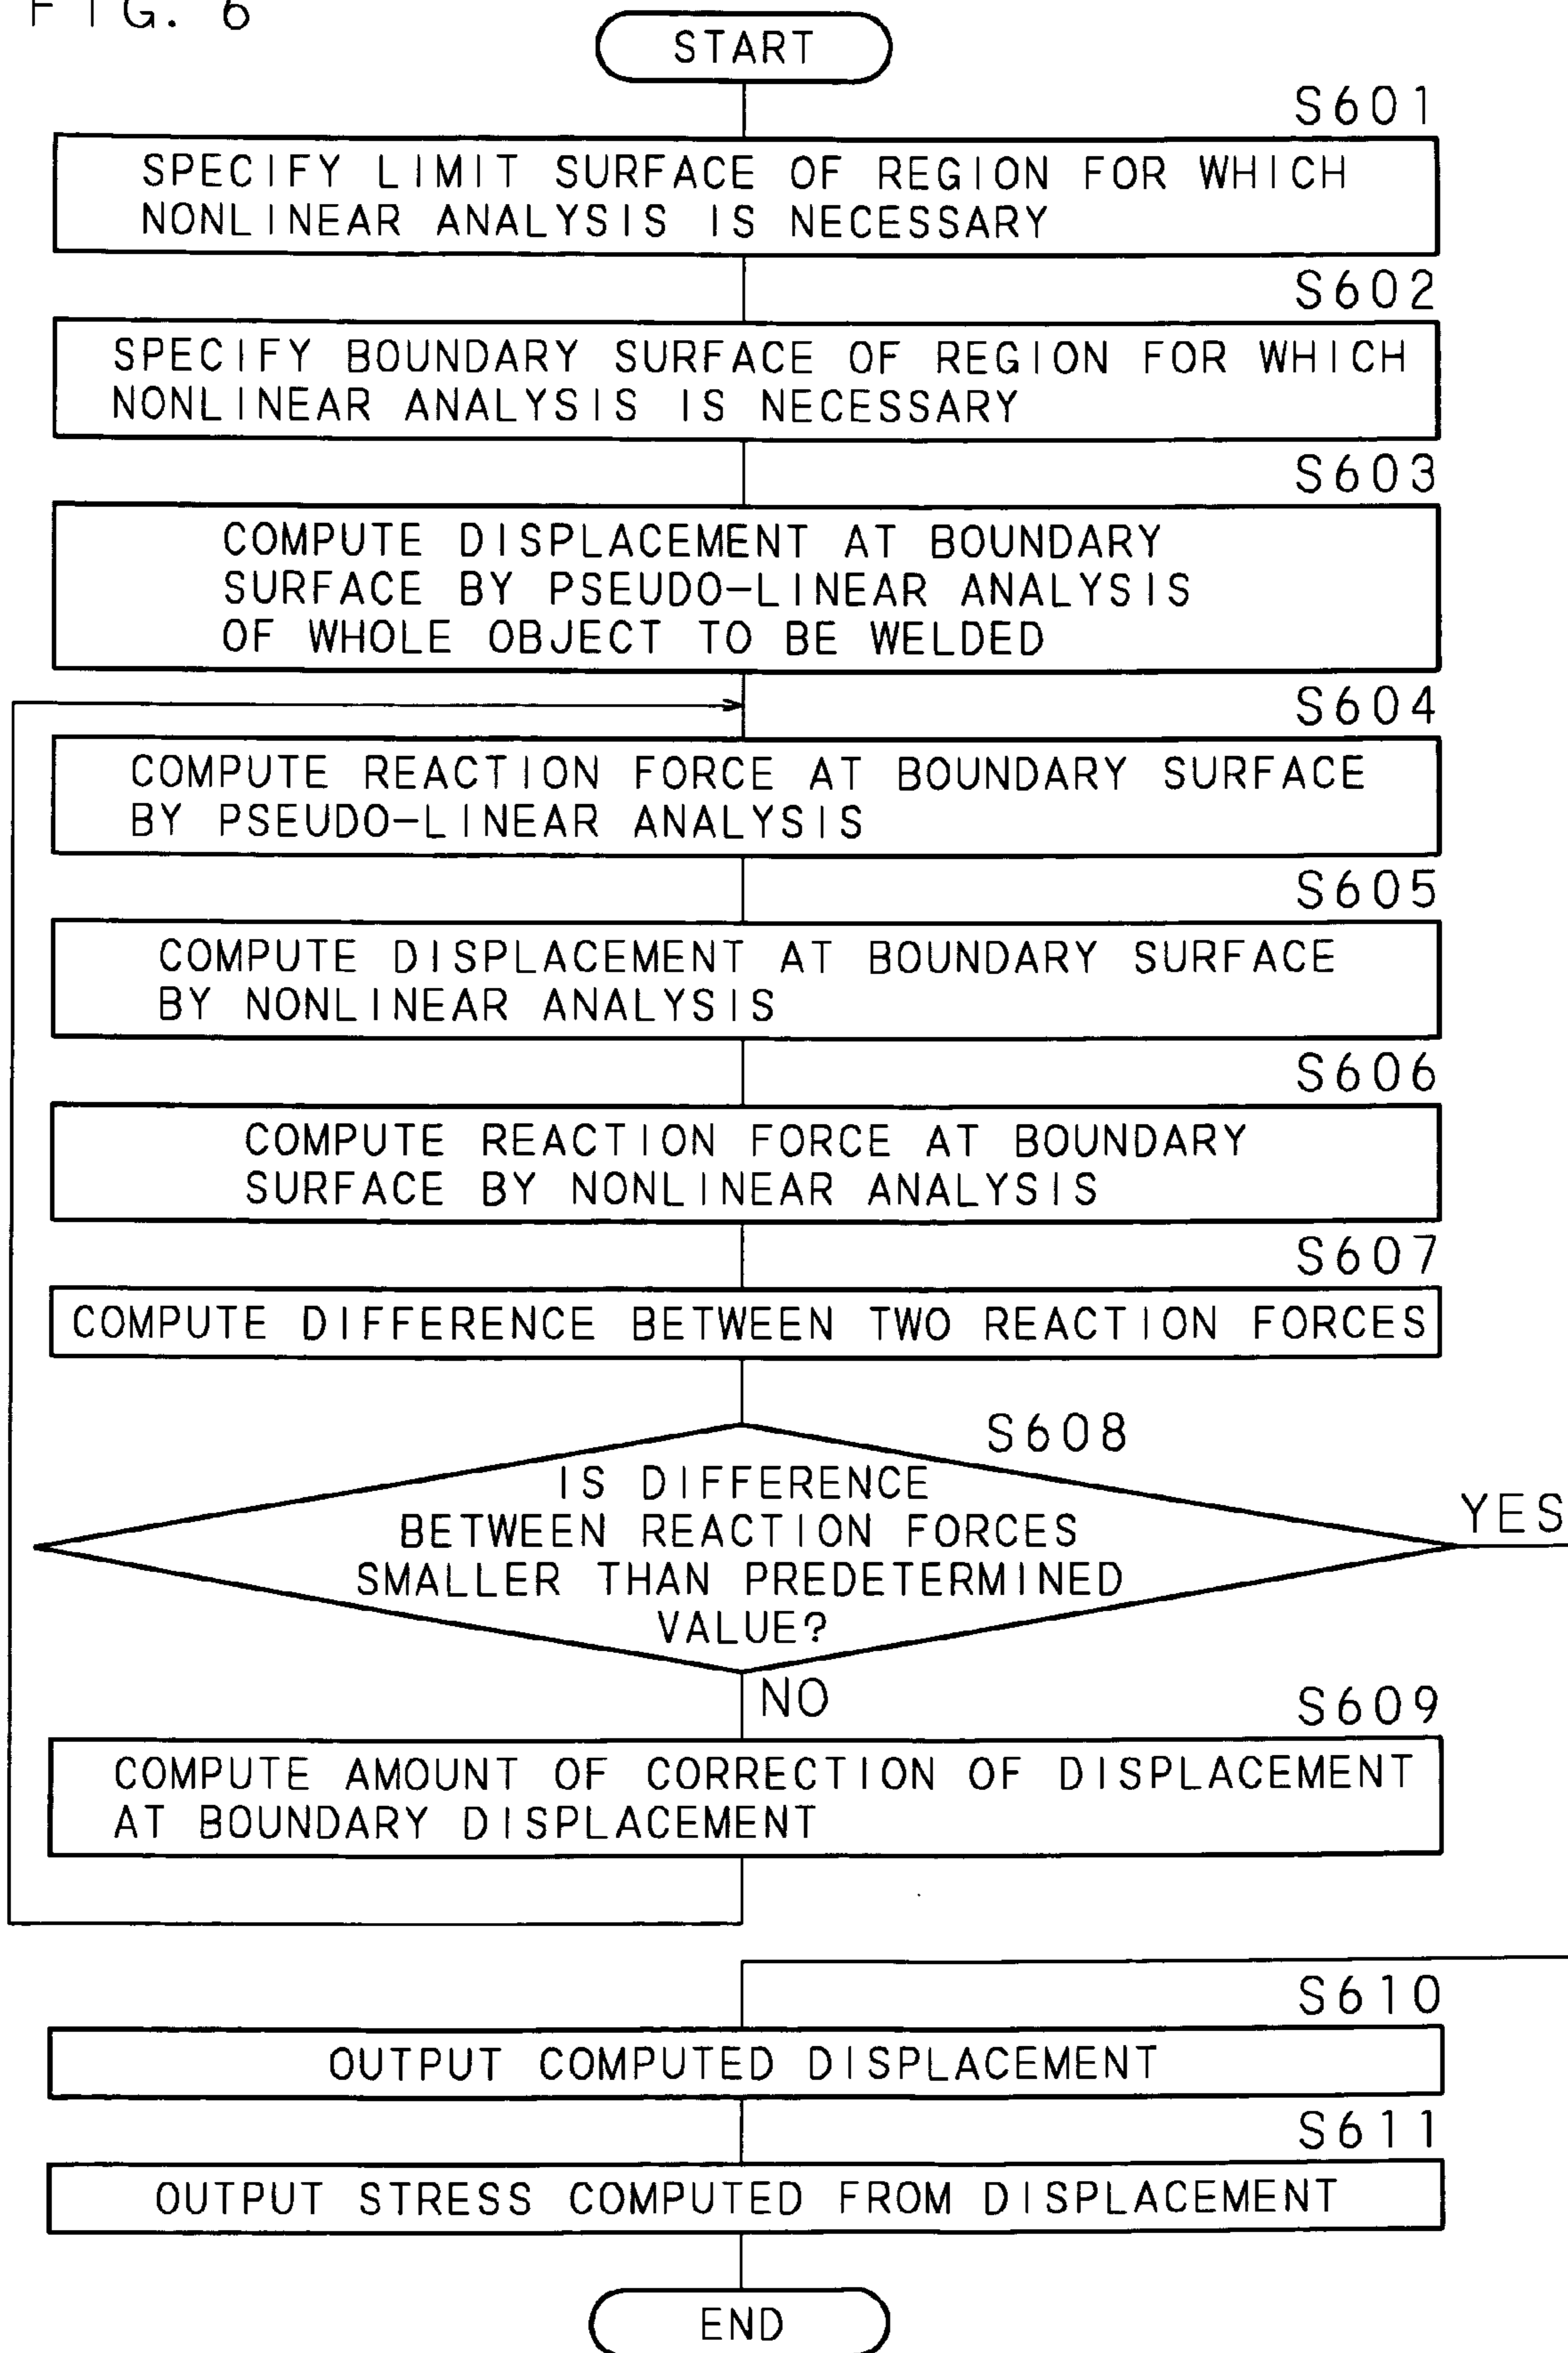 FIG. 6
START
S601
SPECIFY LIMIT SURFACE OF REGION FOR WHICH
NONLINEAR ANALYSIS IS NECESSARY
S602
SPECIFY BOUNDARY SURFACE OF REGION FOR WHICH
NONLINEAR ANALYSIS IS NECESSARY
S603
COMPUTE DISPLACEMENT AT BOUNDARY
SURFACE BY PSEUDO-LINEAR ANALYSIS
OF WHOLE OBJECT TO BE WELDED
S604
COMPUTE REACTION FORCE AT BOUNDARY SURFACE
BY PSEUDO-LINEAR ANALYSIS
S605
COMPUTE DISPLACEMENT AT BOUNDARY SURFACE
BY NONLINEAR ANALYSIS
S606
COMPUTE REACTION FORCE AT BOUNDARY
SURFACE BY NONLINEAR ANALYSIS
S607
COMPUTE DIFFERENCE BETWEEN TWO REACTION FORCES
S608
IS DIFFERENCE
BETWEEN REACTION FORCES
SMALLER THAN PREDETERMINED
VALUE?
YES
NO
S609
COMPUTE AMOUNT OF CORRECTION OF DISPLACEMENT
AT BOUNDARY DISPLACEMENT
S610
OUTPUT COMPUTED DISPLACEMENT
S611
OUTPUT STRESS COMPUTED FROM DISPLACEMENT
END